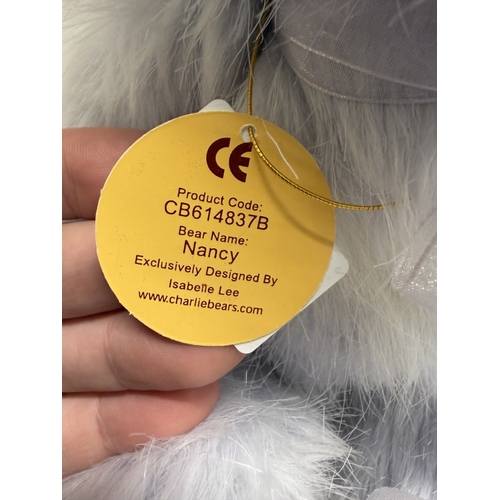 CE
Product Code:
CB614837B
Bear Name:
Nancy
Exclusively Designed By
Isabelle Lee
www.charliebears.com